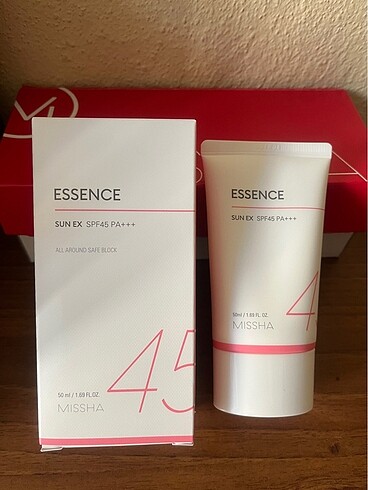 ESSENCE
SUN EX SPF45 PA+++
ALL AROUND SAFE BLOCK
45
50 ml / 1.69 FL.OZ.
MISSHA
ESSENCE
SUN EX SPF45 PA+++
4
50ml / 1.69 FL. OZ.
MISSHA